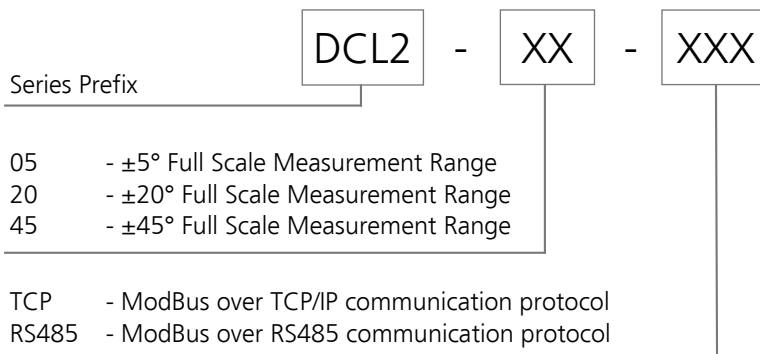 DCL2 - XX - XXX
Series Prefix
05 - ±5° Full Scale Measurement Range
20 - ±20° Full Scale Measurement Range
45 - ±45° Full Scale Measurement Range
TCP - ModBus over TCP/IP communication protocol
RS485 - ModBus over RS485 communication protocol